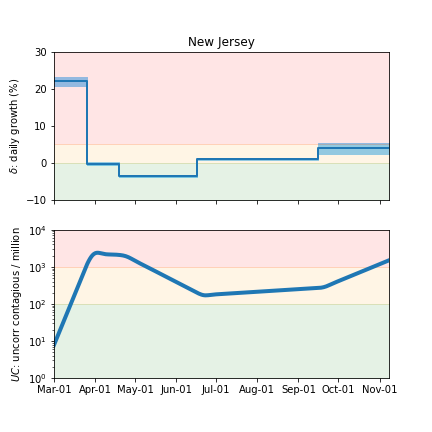 New Jersey
δ: daily growth (%)
30
20
10
0
−10
UC: uncorr contagious / million
10⁴
10³
10²
10¹
10⁰
Mar-01 Apr-01 May-01 Jun-01 Jul-01 Aug-01 Sep-01 Oct-01 Nov-01